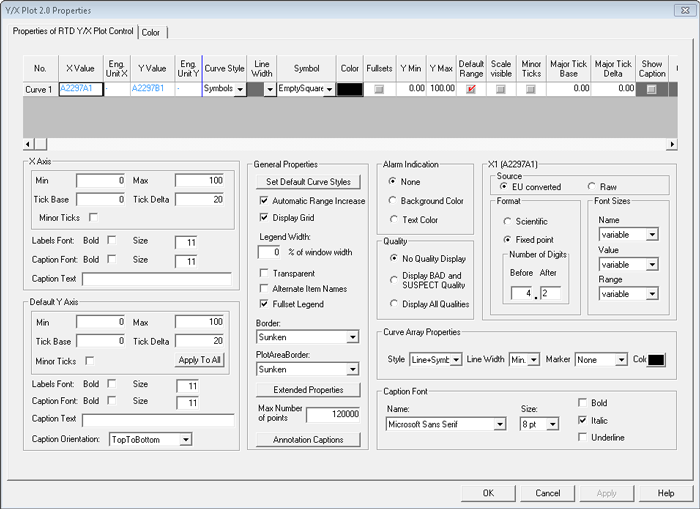 Y/X Plot 2.0 Properties
Properties of RTD Y/X Plot Control Color
No. X Value Eng. Unit X Y Value Eng. Unit Y Curve Style Line Width Symbol Color Fullsets Y Min Y Max Default Range Scale visible Minor Ticks Major Tick Base Major Tick Delta Show Caption
Curve 1 A2297A1 - A2297B1 - Symbols EmptySquare 0.00 100.00 0.00 0.00
X Axis
Min 0 Max 100
Tick Base 0 Tick Delta 20
Minor Ticks
Labels Font: Bold Size 11
Caption Font: Bold Size 11
Caption Text
Default Y Axis
Min 0 Max 100
Tick Base 0 Tick Delta 20
Minor Ticks Apply To All
Labels Font: Bold Size 11
Caption Font: Bold Size 11
Caption Text
Caption Orientation: TopToBottom
General Properties
Set Default Curve Styles
Automatic Range Increase
Display Grid
Legend Width:
0 % of window width
Transparent
Alternate Item Names
Fullset Legend
Border:
Sunken
PlotAreaBorder:
Sunken
Extended Properties
Max Number of points 120000
Annotation Captions
Alarm Indication
None
Background Color
Text Color
Quality
No Quality Display
Display BAD and
SUSPECT Quality
Display All Qualities
X1 (A2297A1)
Source
EU converted Raw
Format
Scientific
Fixed point
Number of Digits
Before After
4 . 2
Font Sizes
Name
variable
Value
variable
Range
variable
Curve Array Properties
Style Line+Symb Line Width Min. Marker None Col
Caption Font
Name: Size:
Microsoft Sans Serif 8 pt
Bold
Italic
Underline
OK Cancel Apply Help